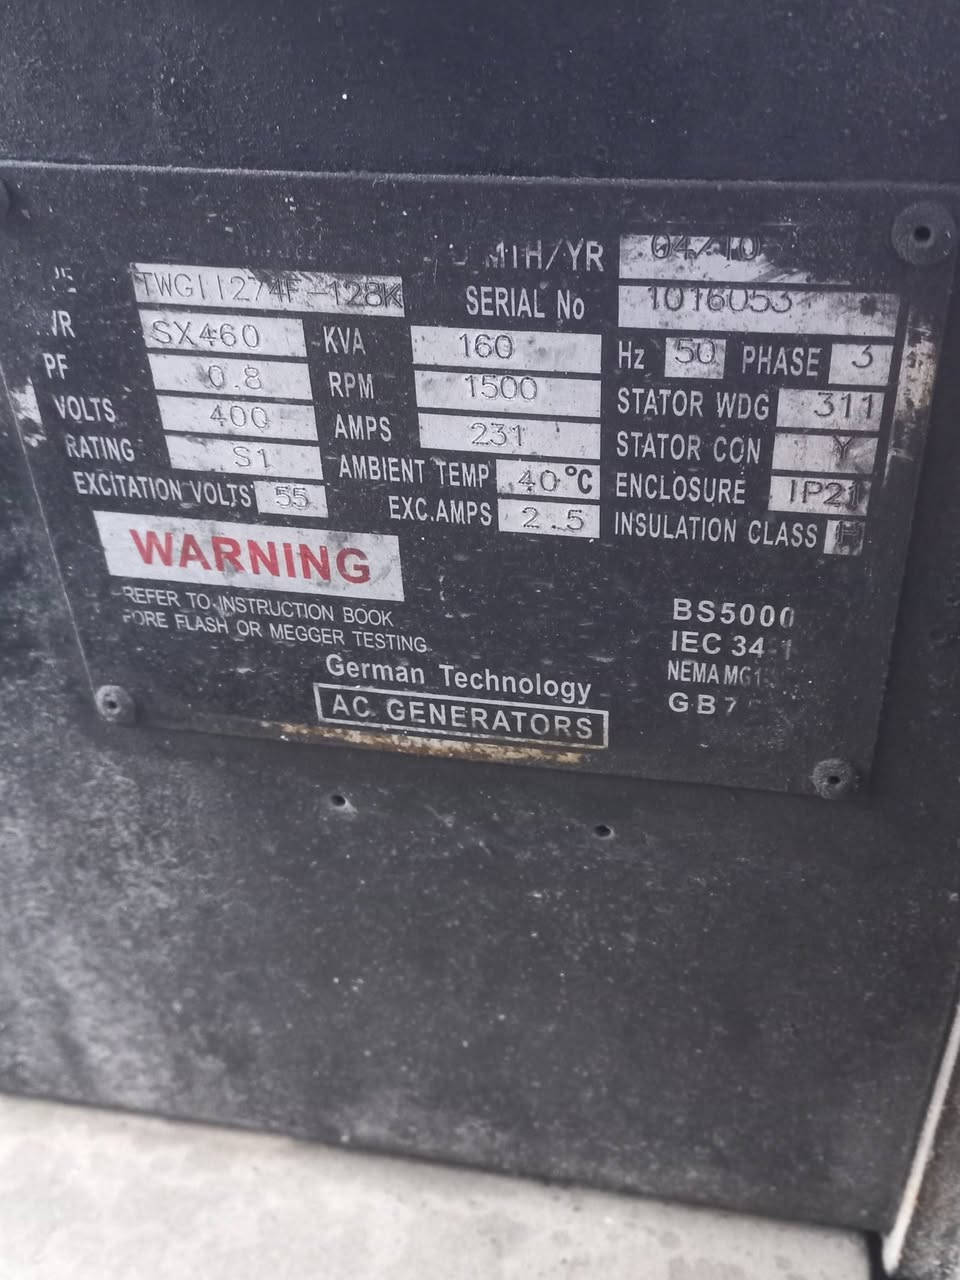 MTH/YR 04/10
TWG11274F-128K SERIAL No 1016053
SX460 KVA 160 Hz 50 PHASE 3
PF 0.8 RPM 1500 STATOR WDG 311
VOLTS 400 AMPS 231 STATOR CON Y
RATING S1 AMBIENT TEMP 40°C ENCLOSURE IP21
EXCITATION VOLTS 55 EXC.AMPS 2.5 INSULATION CLASS H
WARNING
REFER TO INSTRUCTION BOOK
FLASH OR MEGGER TESTING
BS5000
IEC 34
NEMA MG1
German Technology
AC GENERATORS